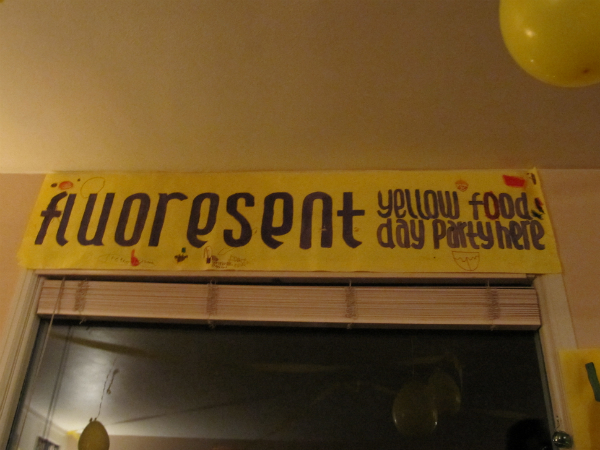 fluoresent
yellow food
day party here